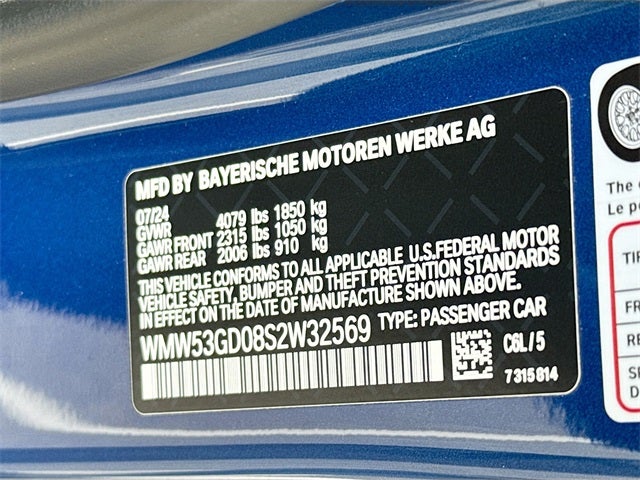 MFD BY BAYERISCHE MOTOREN WERKE AG
07/24
GVWR 4079 lbs 1850 kg
GAWR FRONT 2315 lbs 1050 kg
GAWR REAR 2006 lbs 910 kg
THIS VEHICLE CONFORMS TO ALL APPLICABLE U.S.FEDERAL MOTOR
VEHICLE SAFETY, BUMPER AND THEFT PREVENTION STANDARDS
IN EFFECT ON THE DATE OF MANUFACTURE SHOWN ABOVE.
WMW53GD08S2W32569 TYPE: PASSENGER CAR
C6L/5
7315814
The
Le